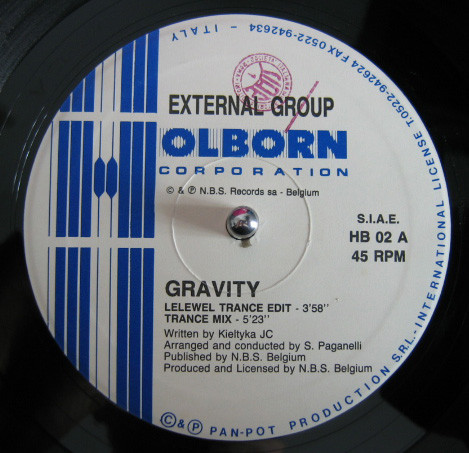 EXTERNAL GROUP
OLBORN
CORPORATION
© & ℗ N.B.S. Records sa - Belgium
S.I.A.E.
HB 02 A
45 RPM
GRAVITY
LELEWEL TRANCE EDIT - 3'58"
TRANCE MIX - 5'23"
Written by Kieltyka JC
Arranged and conducted by S. Paganelli
Published by N.B.S. Belgium
Produced and Licensed by N.B.S. Belgium
© & ℗ PAN-POT PRODUCTION S.R.L.-INTERNATIONAL LICENSE T.0522-942624 FAX 0522-942634 - ITALY